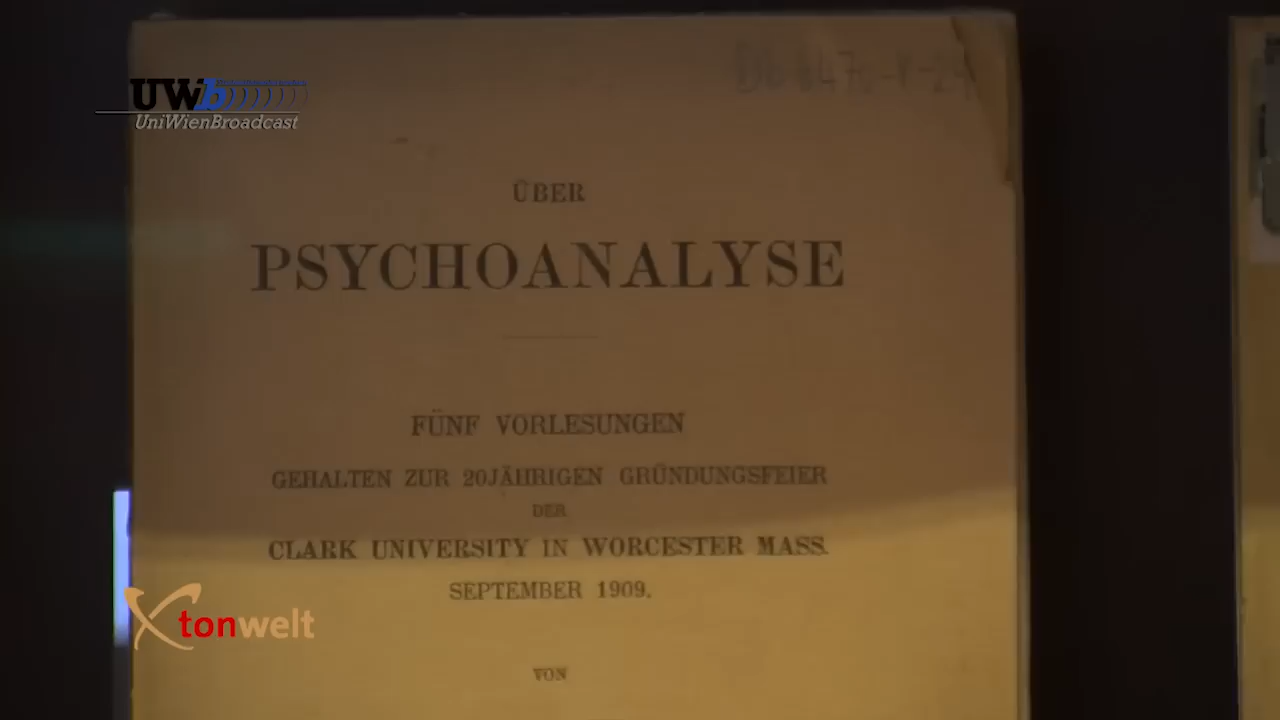 UWb
UniWienBroadcast
ÜBER
PSYCHOANALYSE
FÜNF VORLESUNGEN
GEHALTEN ZUR 20JÄHRIGEN GRÜNDUNGSFEIER
DER
CLARK UNIVERSITY IN WORCESTER MASS.
SEPTEMBER 1909.
tonwelt
VON